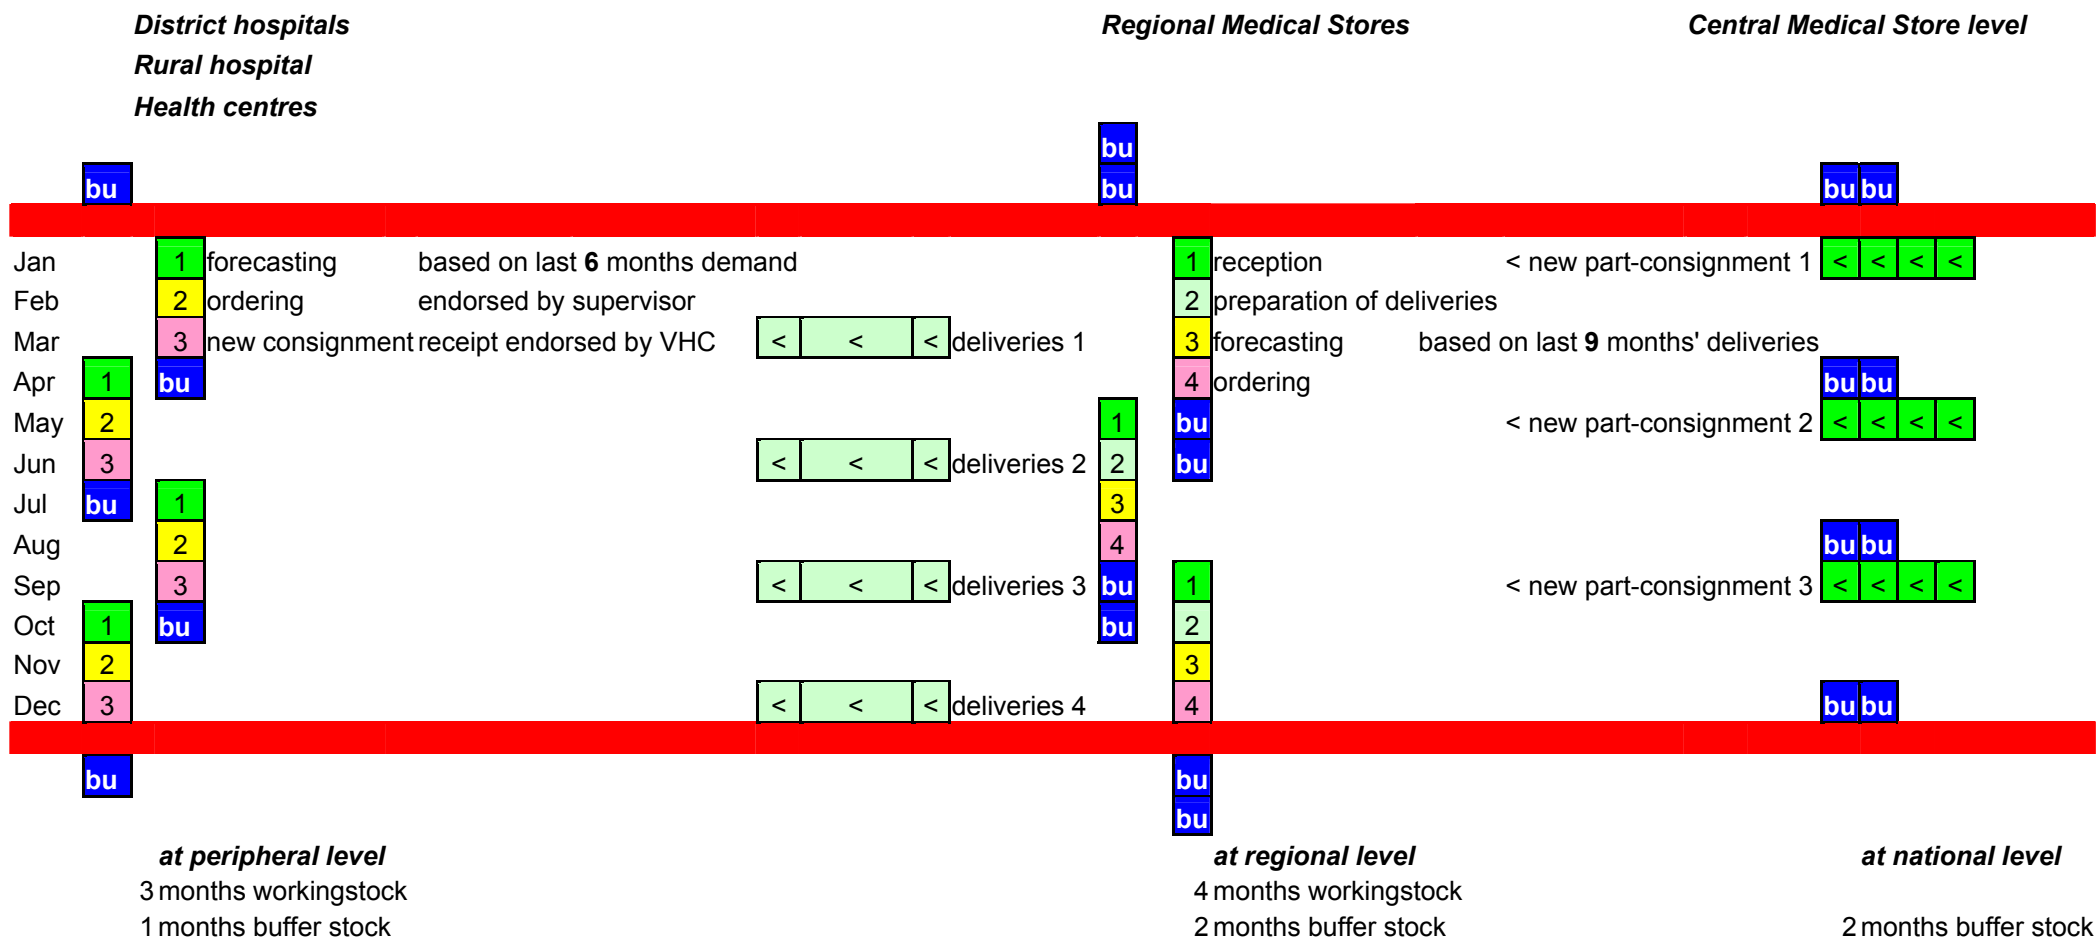 District hospitals Regional Medical Stores Central Medical Store level
Rural hospital
Health centres
bu
bu bu bu bu
Jan 1 forecasting based on last 6 months demand 1 reception < new part-consignment 1 < < < <
Feb 2 ordering endorsed by supervisor 2 preparation of deliveries
Mar 3 new consignment receipt endorsed by VHC < < < deliveries 1 3 forecasting based on last 9 months' deliveries
Apr 1 bu 4 ordering bu bu
May 2 1 bu < new part-consignment 2 < < < <
Jun 3 < < < deliveries 2 2 bu
Jul bu 1 3
Aug 2 4 bu bu
Sep 3 < < < deliveries 3 bu 1 < new part-consignment 3 < < < <
Oct 1 bu bu 2
Nov 2 3
Dec 3 < < < deliveries 4 4 bu bu
bu bu
bu
at peripheral level at regional level at national level
3 months workingstock 4 months workingstock
1 months buffer stock 2 months buffer stock 2 months buffer stock